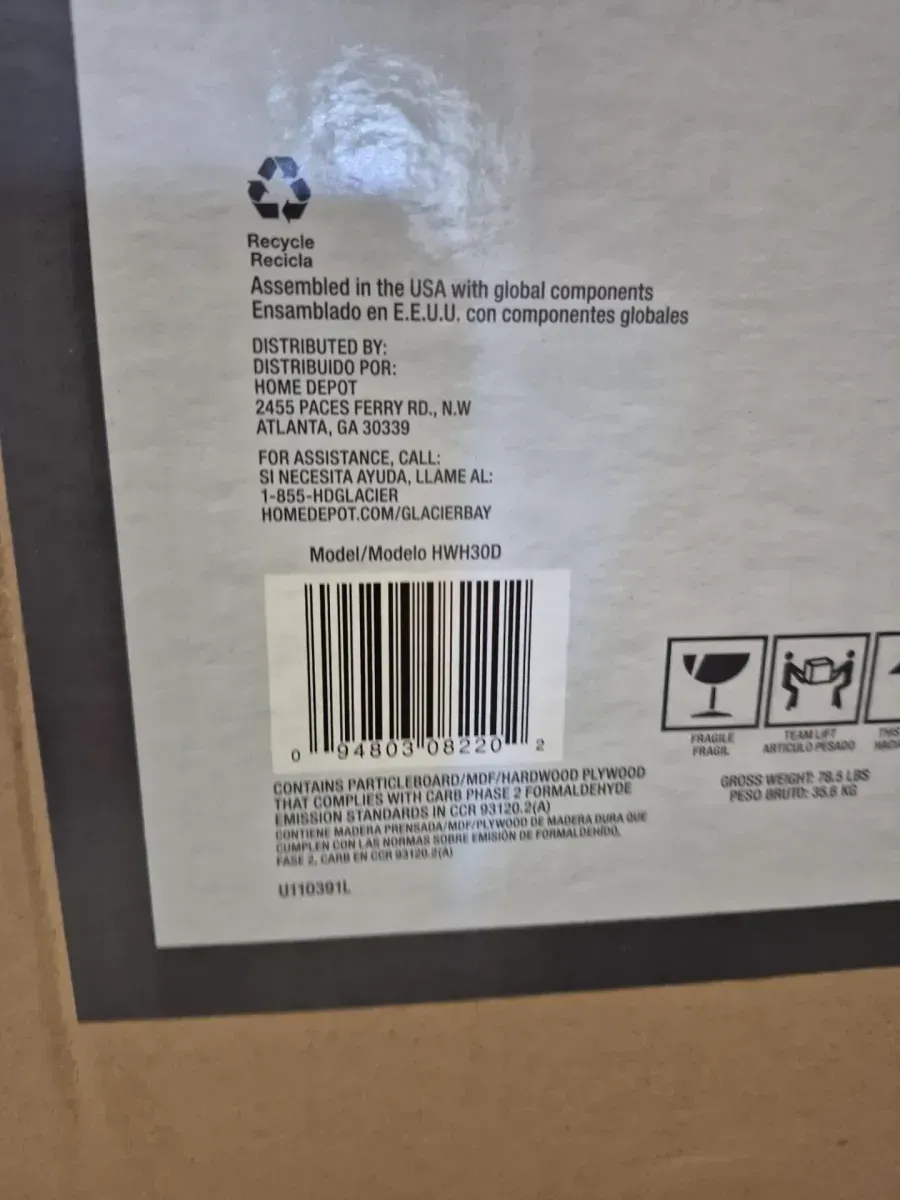 Recycle
Recicla
Assembled in the USA with global components
Ensamblado en E.E.U.U. con componentes globales
DISTRIBUTED BY:
DISTRIBUIDO POR:
HOME DEPOT
2455 PACES FERRY RD., N.W
ATLANTA, GA 30339
FOR ASSISTANCE, CALL:
SI NECESITA AYUDA, LLAME AL:
1-855-HDGLACIER
HOMEDEPOT.COM/GLACIERBAY
Model/Modelo HWH30D
0 94803 08220 2
CONTAINS PARTICLEBOARD/MDF/HARDWOOD PLYWOOD
THAT COMPLIES WITH CARB PHASE 2 FORMALDEHYDE
EMISSION STANDARDS IN CCR 93120.2(A)
CONTIENE MADERA PRENSADA/MDF/PLYWOOD DE MADERA DURA QUE
CUMPLEN CON LAS NORMAS SOBRE EMISIÓN DE FORMALDEHÍDO,
FASE 2, CARB EN CCR 93120.2(A)
U110391L
FRAGILE
FRAGIL
TEAM LIFT
ARTICULO PESADO
THIS
GROSS WEIGHT: 78.5 LBS
PESO BRUTO: 35.6 KG